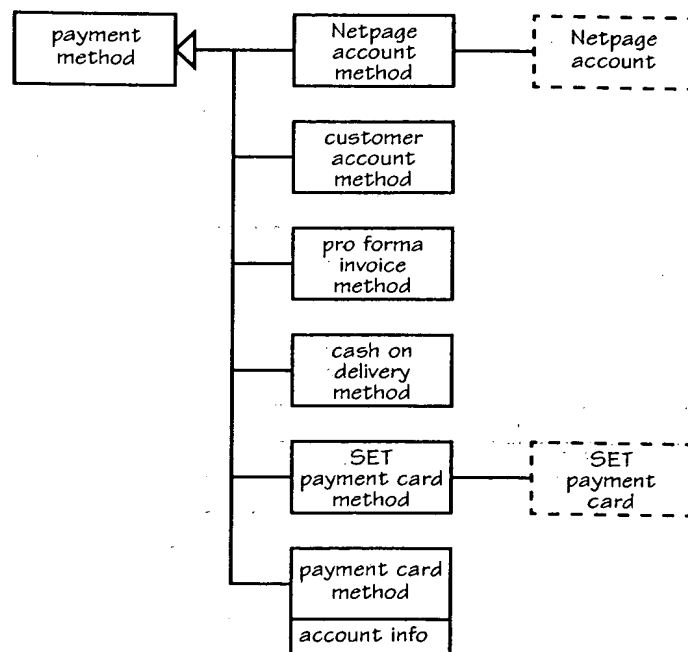 payment
method
Netpage
account
method
Netpage
account
customer
account
method
pro forma
invoice
method
cash on
delivery
method
SET
payment card
method
SET
payment
card
payment card
method
account info